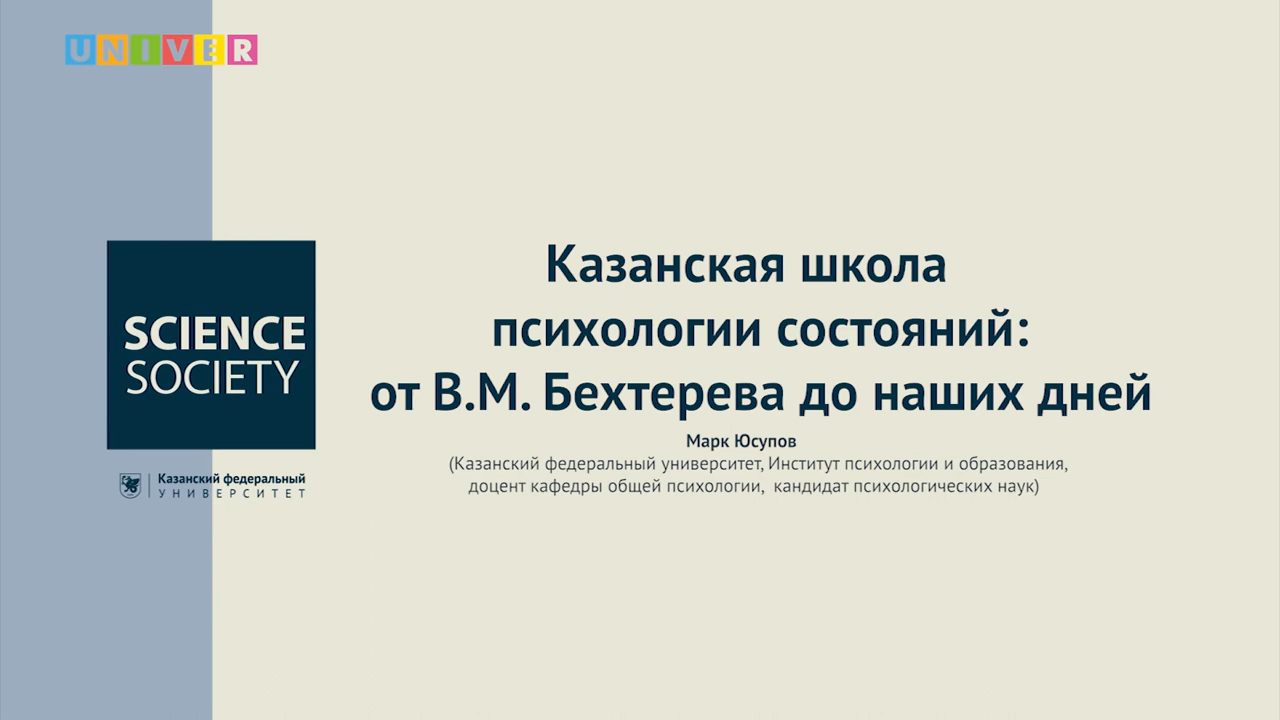 UNIVER
Казанская школа
психологии состояний:
от В.М. Бехтерева до наших дней
Марк Юсупов
(Казанский федеральный университет, Институт психологии и образования,
доцент кафедры общей психологии, кандидат психологических наук)
SCIENCE
SOCIETY
Казанский федеральный
УНИВЕРСИТЕТ